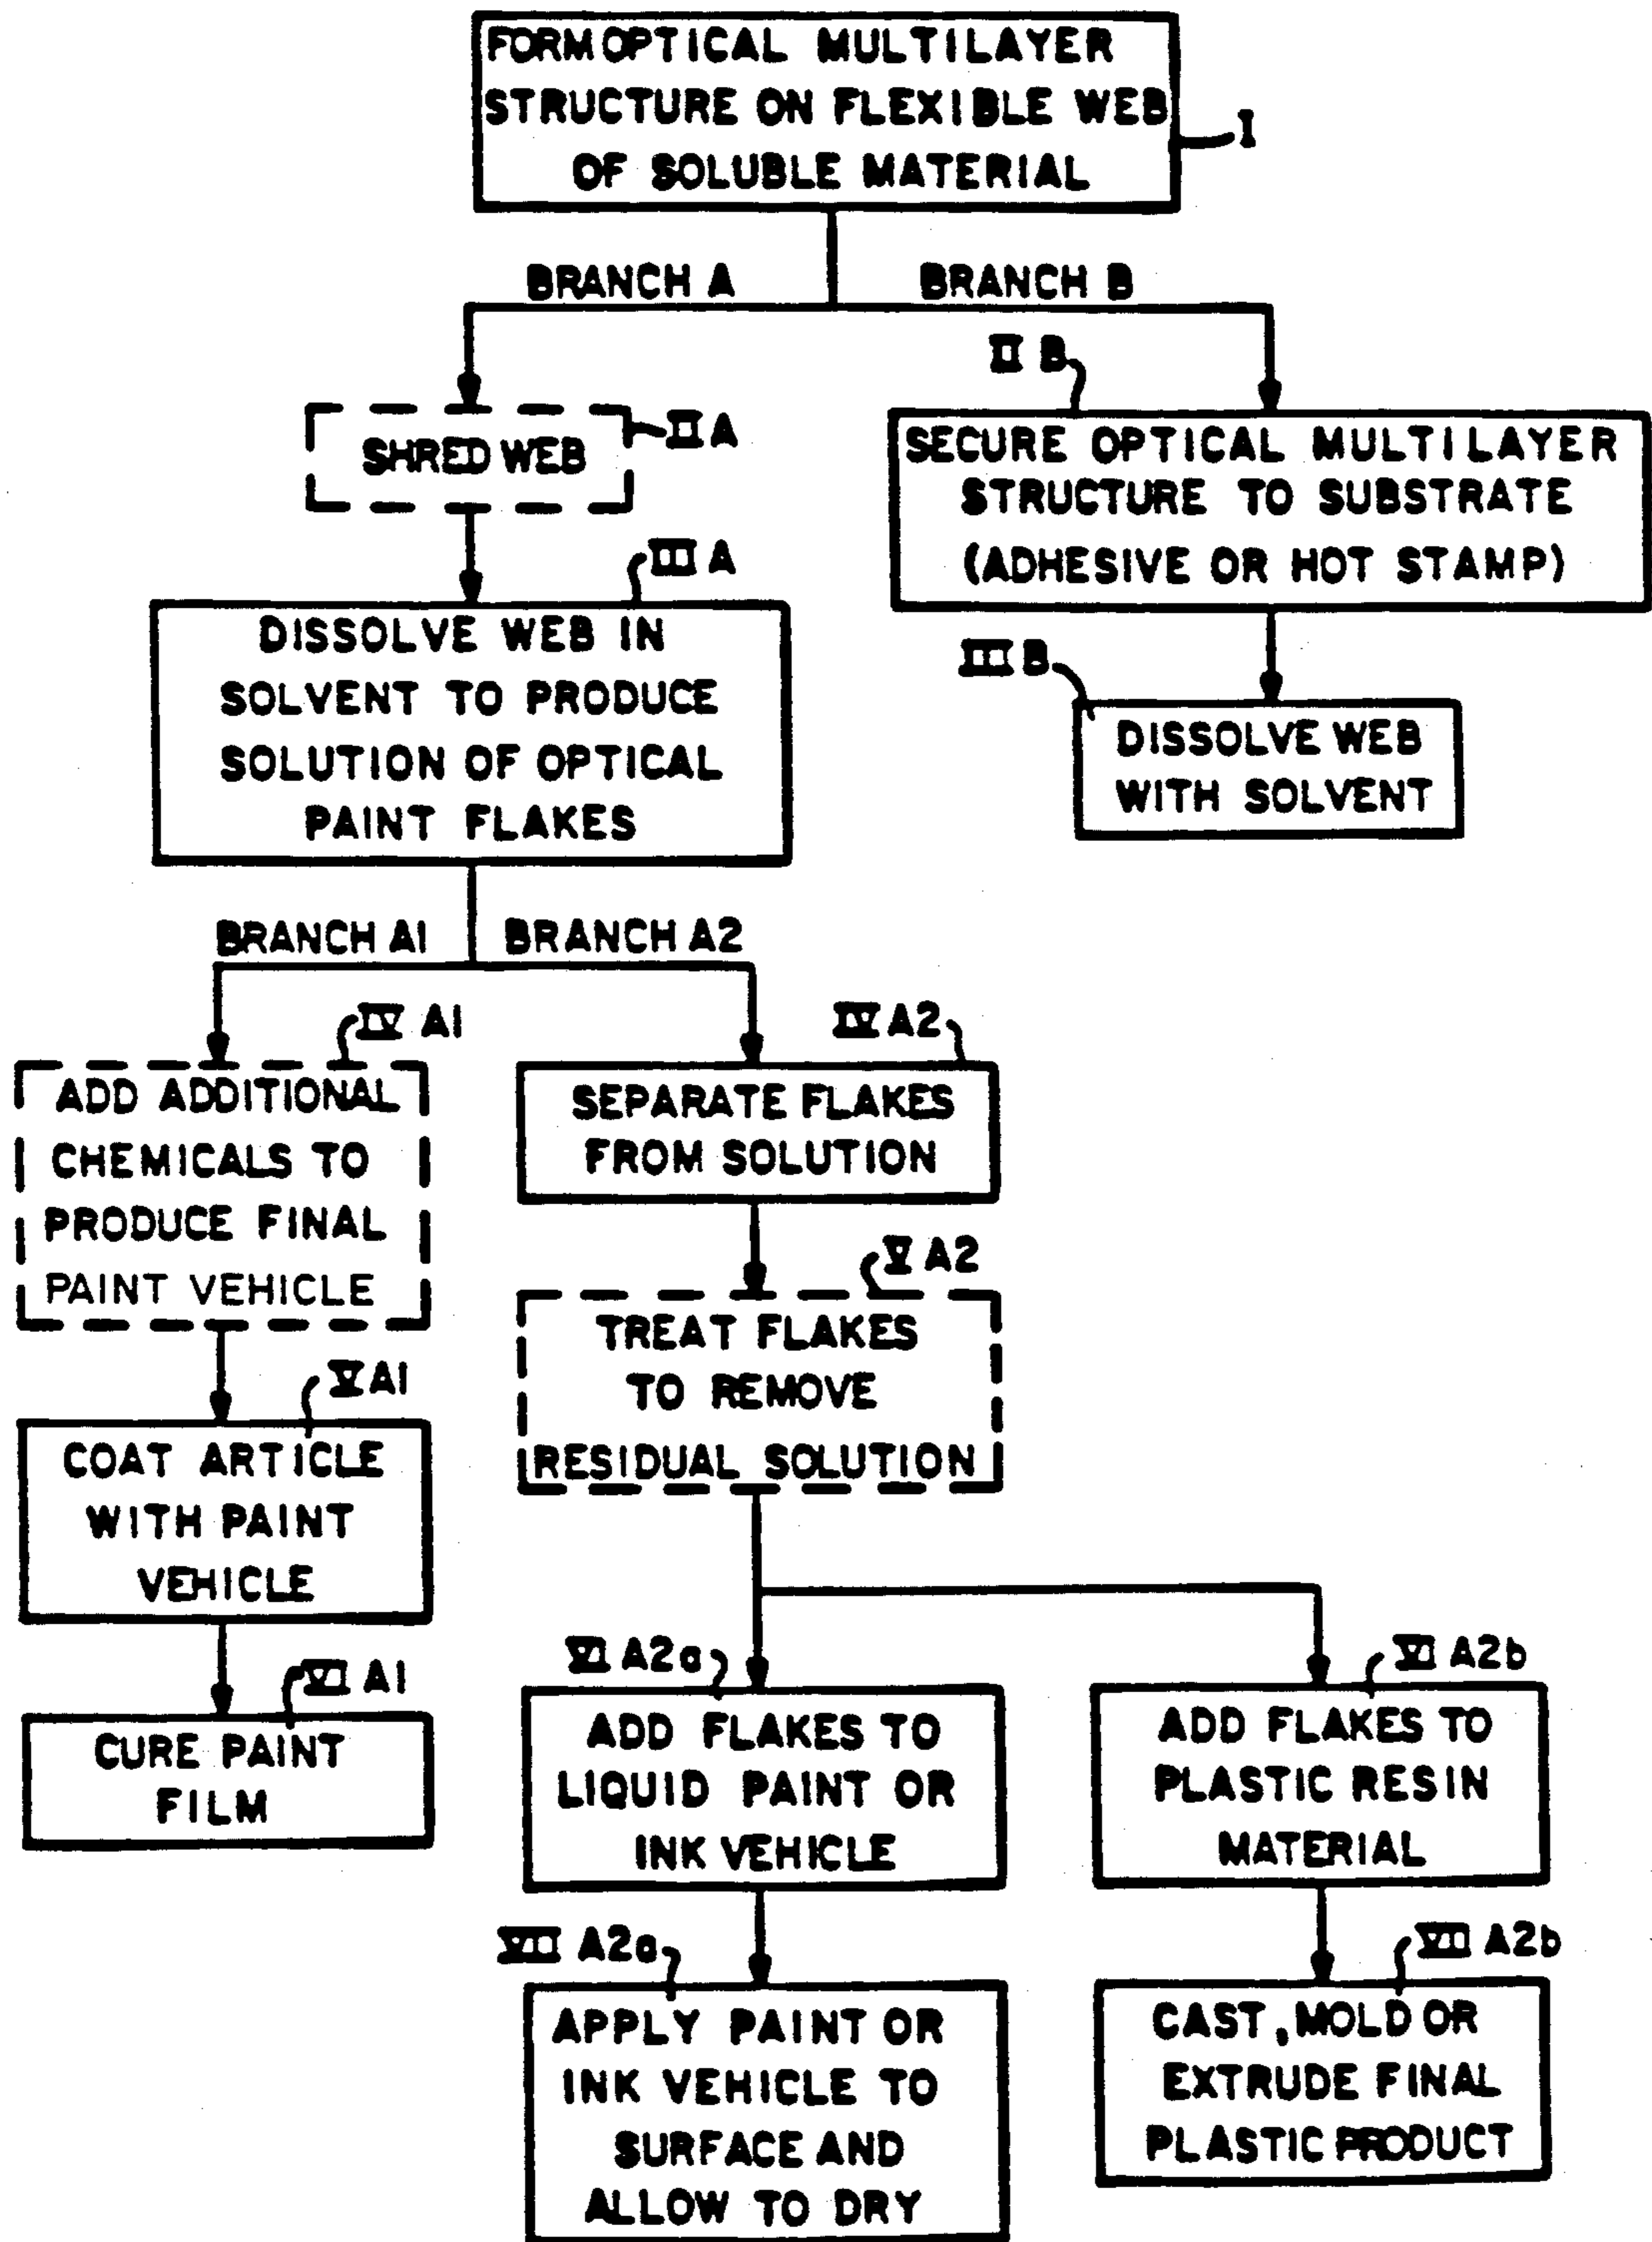 FORM OPTICAL MULTILAYER
STRUCTURE ON FLEXIBLE WEB
OF SOLUBLE MATERIAL
I
BRANCH A
BRANCH B
II A
SHRED WEB
II B
SECURE OPTICAL MULTILAYER
STRUCTURE TO SUBSTRATE
(ADHESIVE OR HOT STAMP)
III A
DISSOLVE WEB IN
SOLVENT TO PRODUCE
SOLUTION OF OPTICAL
PAINT FLAKES
III B
DISSOLVE WEB
WITH SOLVENT
BRANCH A1
BRANCH A2
IV A1
ADD ADDITIONAL
CHEMICALS TO
PRODUCE FINAL
PAINT VEHICLE
IV A2
SEPARATE FLAKES
FROM SOLUTION
V A2
TREAT FLAKES
TO REMOVE
RESIDUAL SOLUTION
V A1
COAT ARTICLE
WITH PAINT
VEHICLE
VI A1
CURE PAINT
FILM
VI A2a
ADD FLAKES TO
LIQUID PAINT OR
INK VEHICLE
VI A2b
ADD FLAKES TO
PLASTIC RESIN
MATERIAL
VII A2a
APPLY PAINT OR
INK VEHICLE TO
SURFACE AND
ALLOW TO DRY
VII A2b
CAST, MOLD OR
EXTRUDE FINAL
PLASTIC PRODUCT